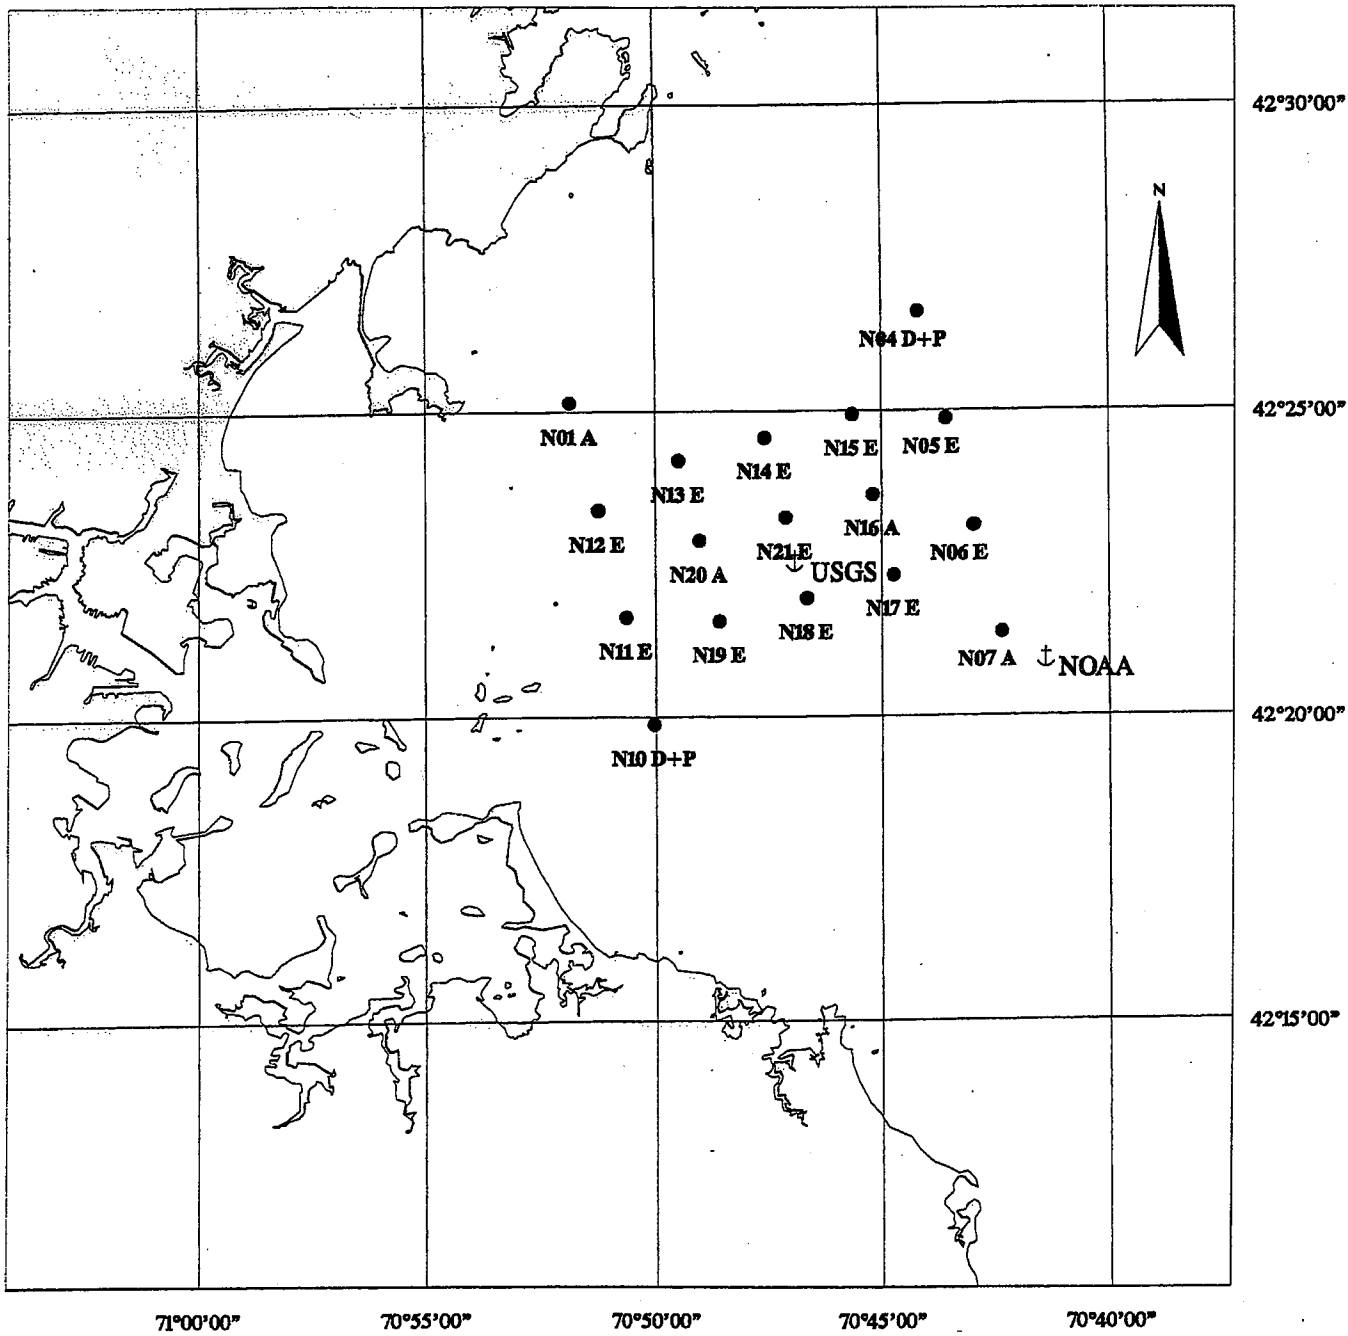 42°30'00"
N
N04 D+P
42°25'00"
N01 A
N15 E
N05 E
N14 E
N13 E
N16 A
N12 E
N21 E
N06 E
USGS
N20 A
N17 E
N18 E
N11 E
N19 E
N07 A
NOAA
42°20'00"
N10 D+P
42°15'00"
71°00'00"
70°55'00"
70°50'00"
70°45'00"
70°40'00"